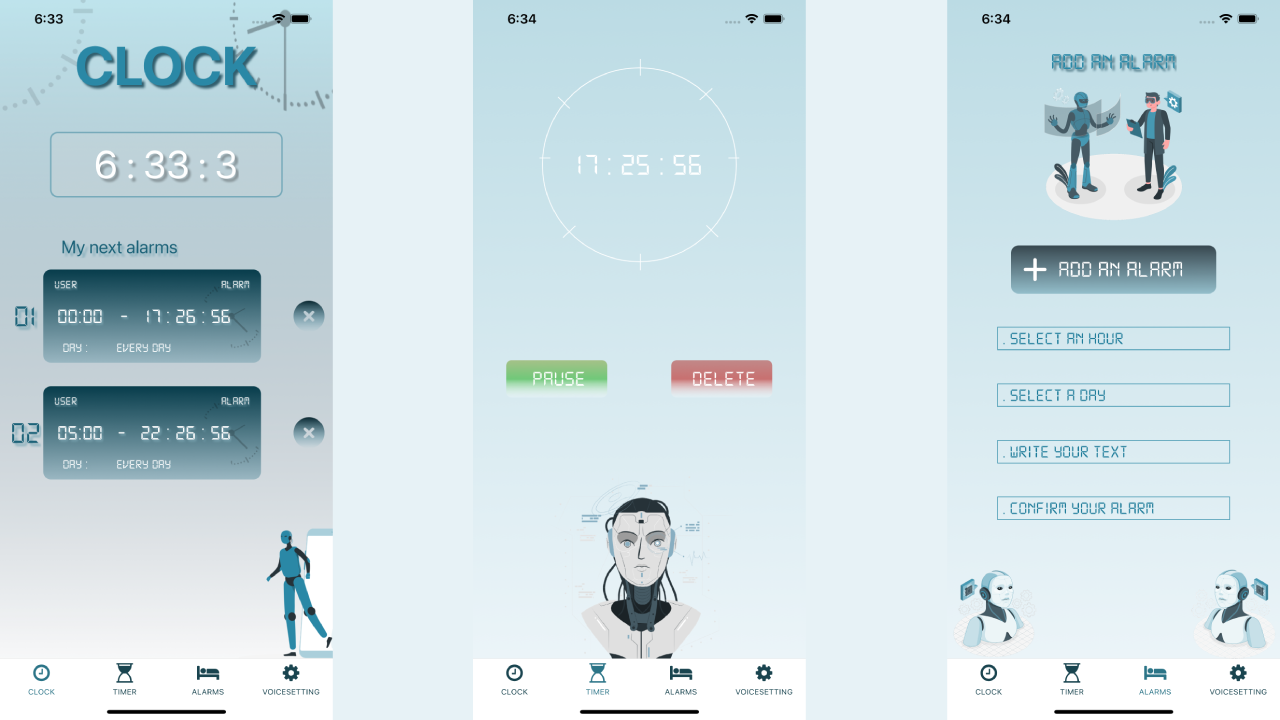 6:33
CLOCK
6 : 33 : 3
My next alarms
USER ALARM
01 00:00 - 17 : 26 : 56
DAY : EVERY DAY
USER ALARM
02 05:00 - 22 : 26 : 56
DAY : EVERY DAY
CLOCK TIMER ALARMS VOICESETTING
6:34
17 : 25 : 56
PAUSE DELETE
CLOCK TIMER ALARMS VOICESETTING
6:34
ADD AN ALARM
+ ADD AN ALARM
. SELECT AN HOUR
. SELECT A DAY
. WRITE YOUR TEXT
. CONFIRM YOUR ALARM
CLOCK TIMER ALARMS VOICESETTING